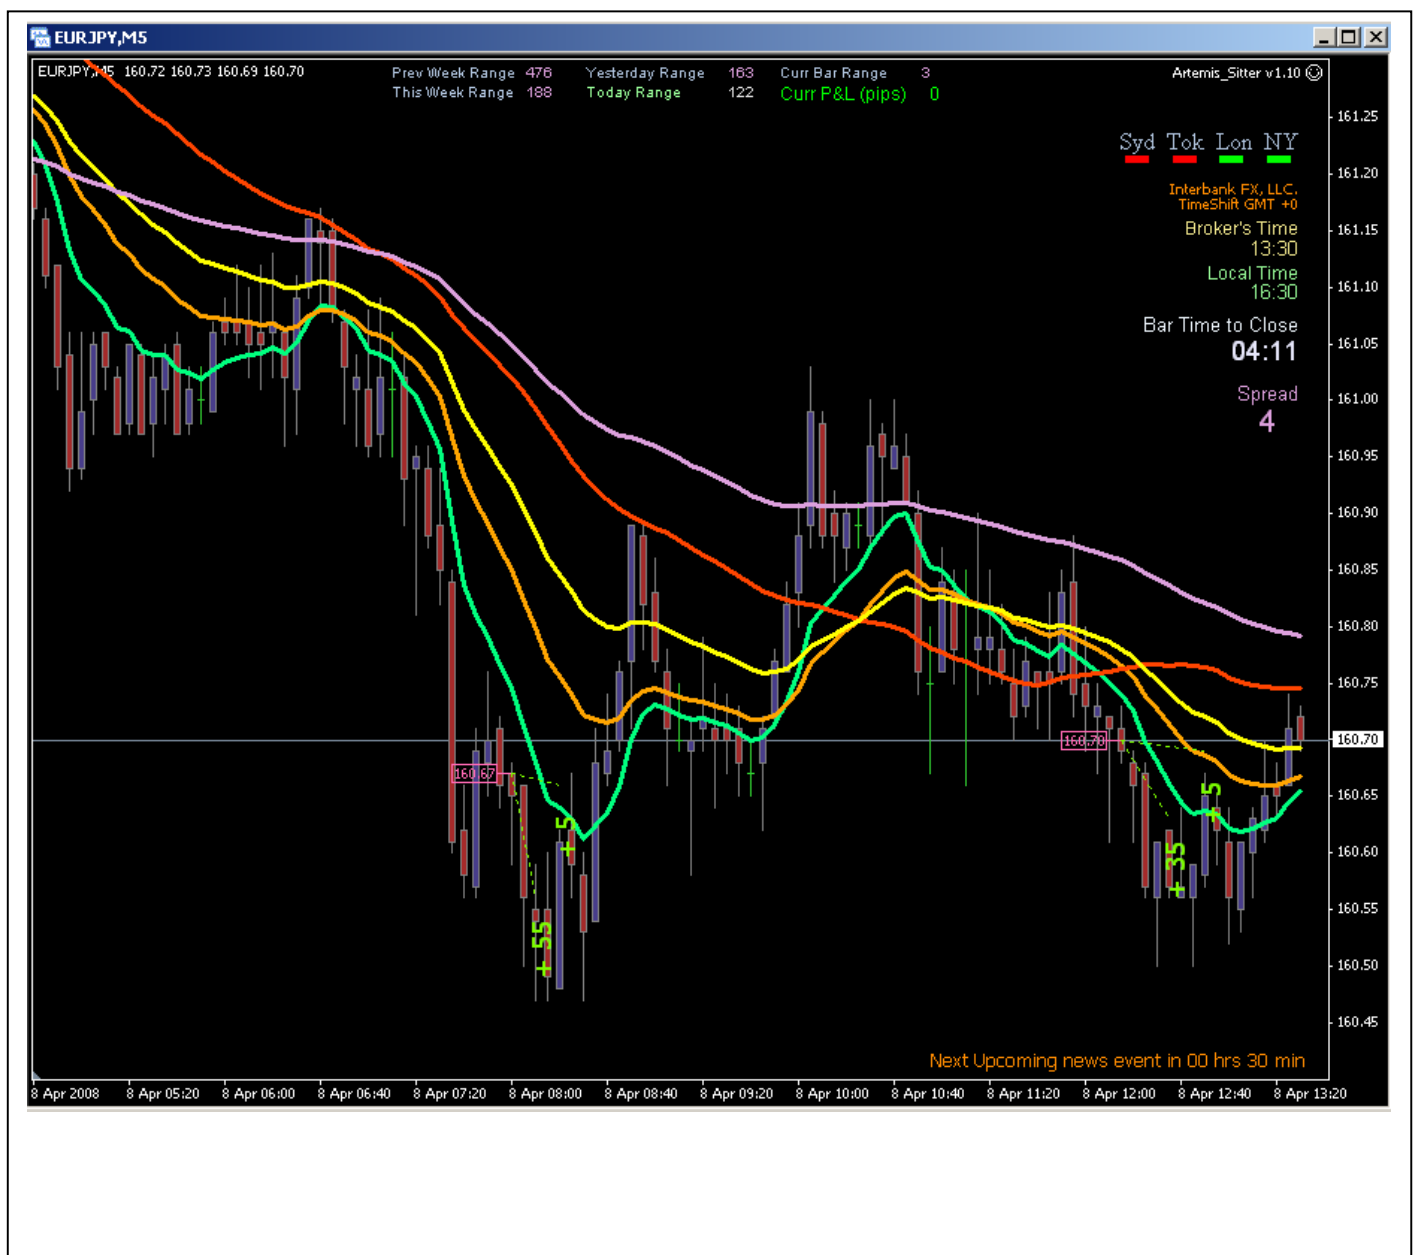 EURJPY,M5
EURJPY,M5 160.72 160.73 160.69 160.70
Prev Week Range 476 Yesterday Range 163 Curr Bar Range 3
This Week Range 188 Today Range 122 Curr P&L (pips) 0
Artemis_Sitter v1.10
Syd Tok Lon NY
Interbank FX, LLC.
TimeShift GMT +0
Broker's Time
13:30
Local Time
16:30
Bar Time to Close
04:11
Spread
4
161.25
161.20
161.15
161.10
161.05
161.00
160.95
160.90
160.85
160.80
160.75
160.70
160.65
160.60
160.55
160.50
160.45
160.67
+ 55
+ 5
160.70
+ 35
+ 5
Next Upcoming news event in 00 hrs 30 min
8 Apr 2008 8 Apr 05:20 8 Apr 06:00 8 Apr 06:40 8 Apr 07:20 8 Apr 08:00 8 Apr 08:40 8 Apr 09:20 8 Apr 10:00 8 Apr 10:40 8 Apr 11:20 8 Apr 12:00 8 Apr 12:40 8 Apr 13:20